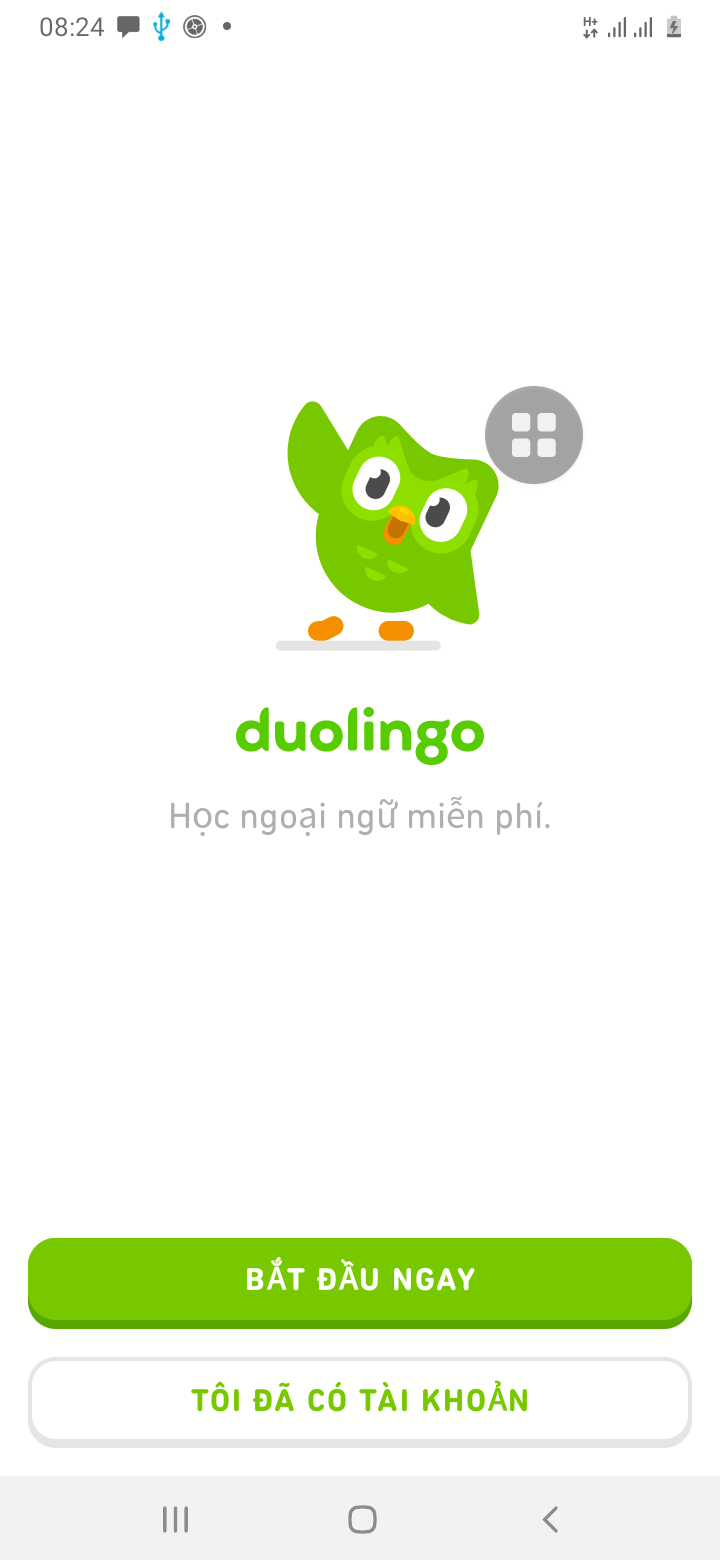 08:24
H+
duolingo
Học ngoại ngữ miễn phí.
BẮT ĐẦU NGAY
TÔI ĐÃ CÓ TÀI KHOẢN